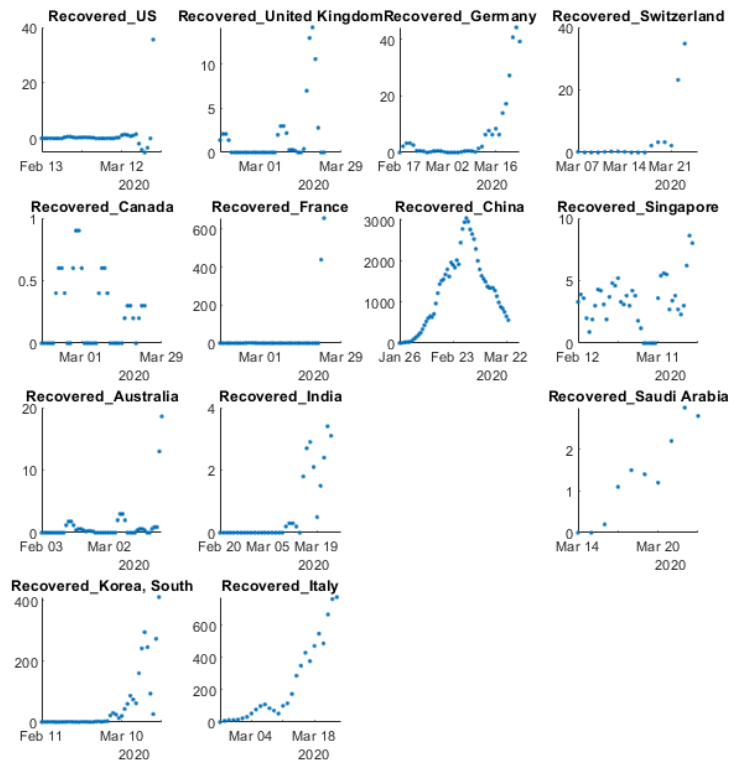 Recovered_US
40
20
0
Feb 13
Mar 12
2020
Recovered_United Kingdom
10
5
0
Mar 01
Mar 29
2020
Recovered_Germany
40
20
0
Feb 17
Mar 02
Mar 16
2020
Recovered_Switzerland
40
20
0
Mar 07
Mar 14
Mar 21
2020
Recovered_Canada
1
0.5
0
Mar 01
Mar 29
2020
Recovered_France
600
400
200
0
Mar 01
Mar 29
2020
Recovered_China
3000
2000
1000
0
Jan 26
Feb 23
Mar 22
2020
Recovered_Singapore
10
5
0
Feb 12
Mar 11
2020
Recovered_Australia
20
10
0
Feb 03
Mar 02
2020
Recovered_India
4
2
0
Feb 20
Mar 05
Mar 19
2020
Recovered_Saudi Arabia
2
1
0
Mar 14
Mar 20
2020
Recovered_Korea, South
400
200
0
Feb 11
Mar 10
2020
Recovered_Italy
600
400
200
0
Mar 04
Mar 18
2020